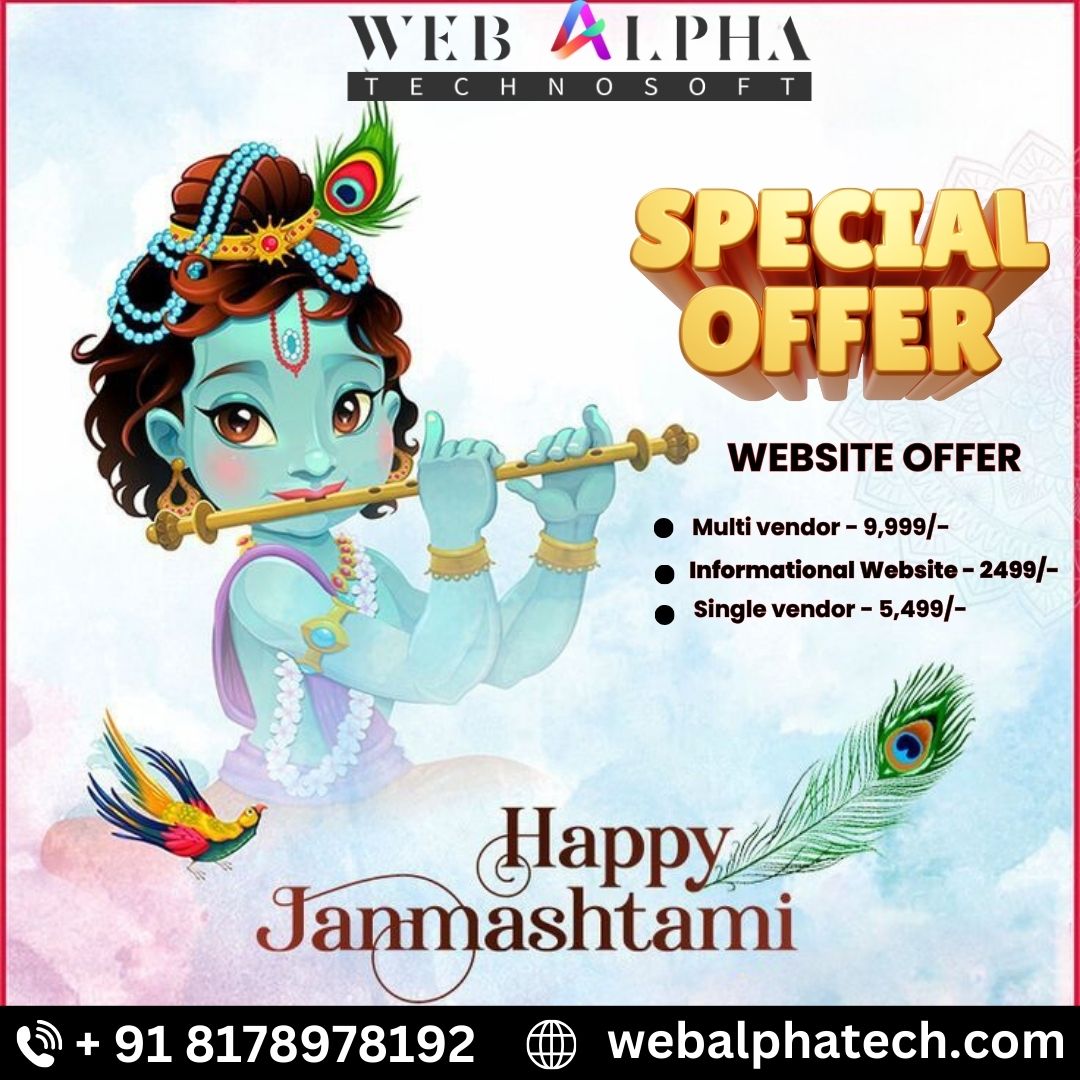 WEB ALPHA
TECHNOSOFT
SPECIAL
OFFER
WEBSITE OFFER
Multi vendor - 9,999/-
Informational Website - 2499/-
Single vendor - 5,499/-
Happy
Janmashtami
+ 91 8178978192
webalphatech.com